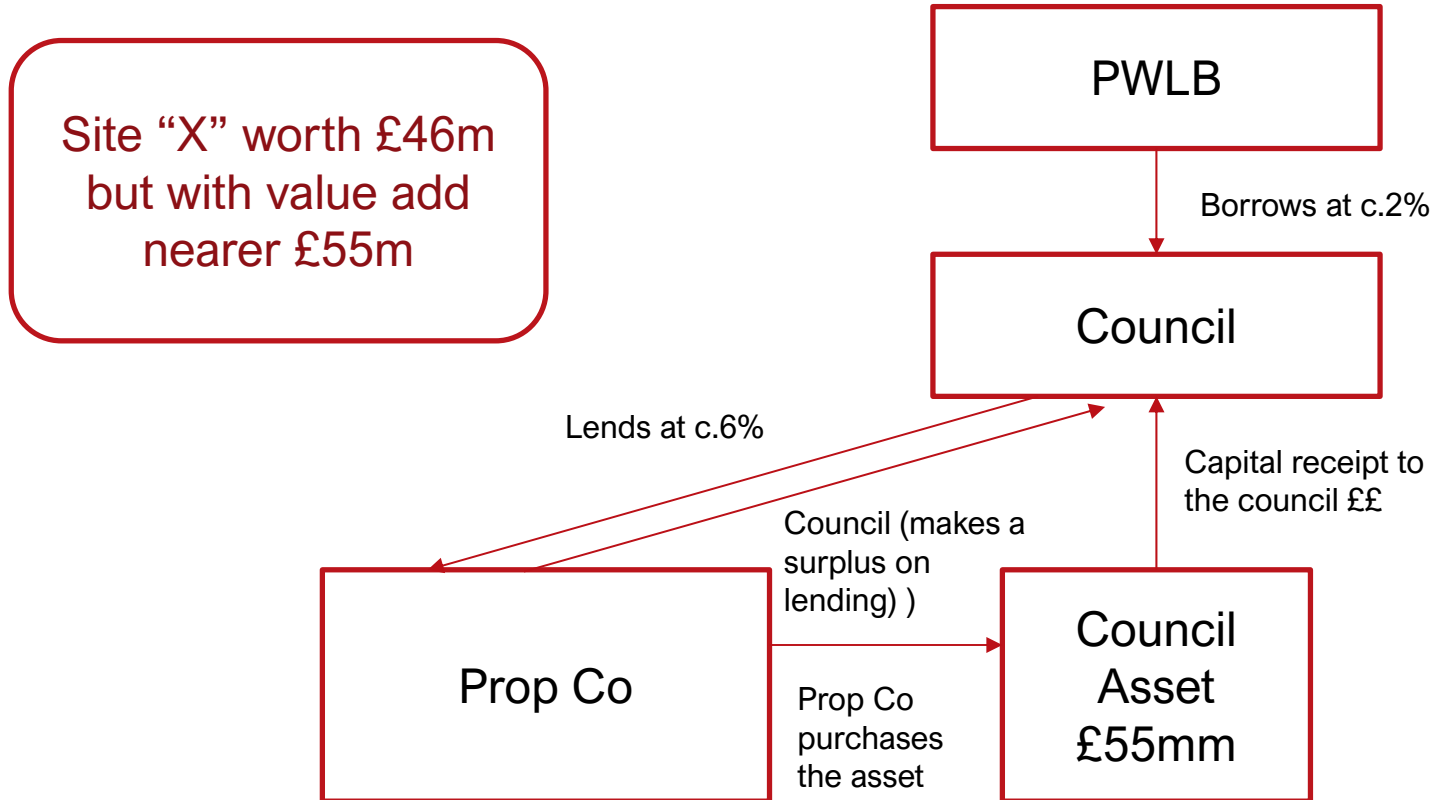 Site “X” worth £46m
but with value add
nearer £55m
PWLB
Borrows at c.2%
Council
Lends at c.6%
Capital receipt to
the council ££
Council (makes a
surplus on
lending) )
Prop Co
Prop Co
purchases
the asset
Council
Asset
£55mm